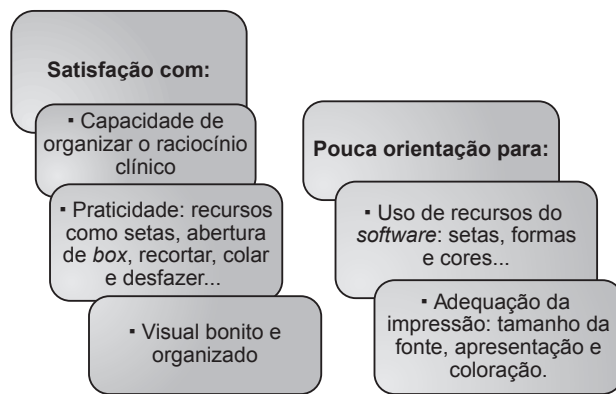 Satisfação com:
▪ Capacidade de
organizar o raciocínio
clínico
▪ Praticidade: recursos
como setas, abertura
de box, recortar, colar
e desfazer...
▪ Visual bonito e
organizado
Pouca orientação para:
▪ Uso de recursos do
software: setas, formas
e cores...
▪ Adequação da
impressão: tamanho da
fonte, apresentação e
coloração.